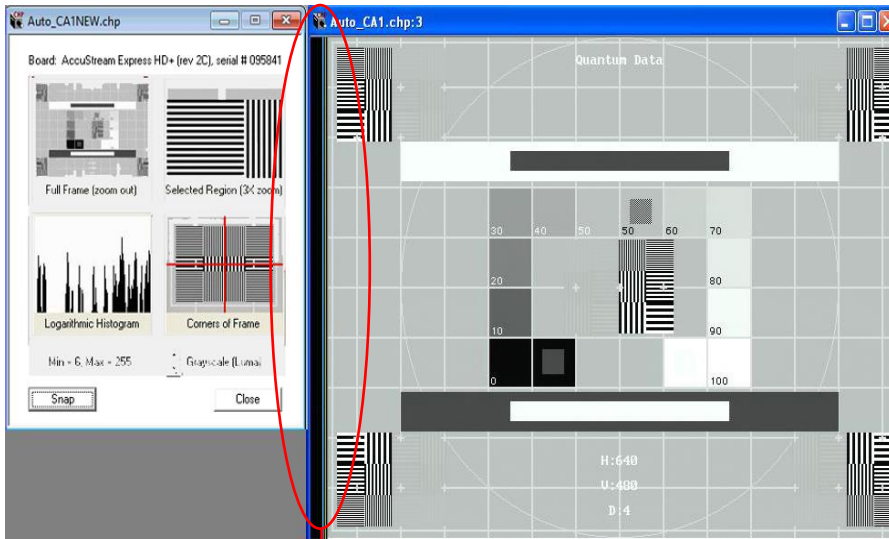 Auto_CA1NEW.chp
Board: AccuStream Express HD+ (rev 2C), serial # 095841
Full Frame (zoom out)
Selected Region (3X zoom)
Logarithmic Histogram
Corners of Frame
Min = 6, Max = 255
Grayscale (Lumai
Snap
Close
Auto_CA1.chp:3
Quantum Data
30 40 50 50 60 70
20 80
10 90
0 100
H:640
V:480
D:4